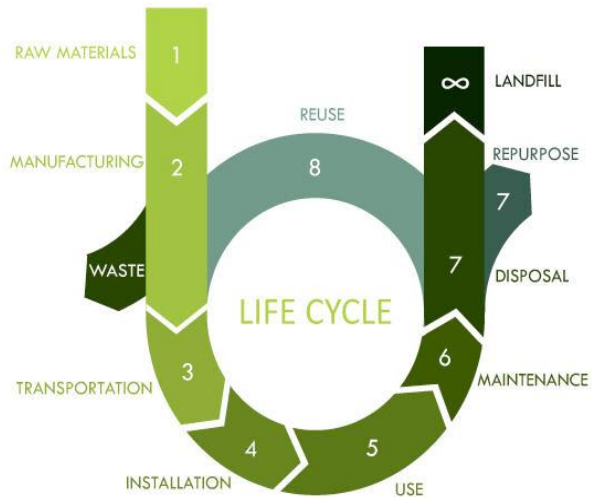 RAW MATERIALS
1
MANUFACTURING
2
WASTE
TRANSPORTATION
3
INSTALLATION
4
USE
5
MAINTENANCE
6
DISPOSAL
7
REPURPOSE
7
LANDFILL
∞
REUSE
8
LIFE CYCLE